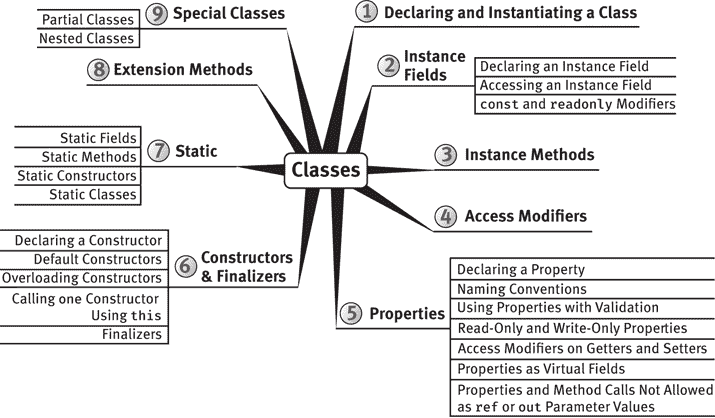 Classes
1 Declaring and Instantiating a Class
2 Instance
Fields
Declaring an Instance Field
Accessing an Instance Field
const and readonly Modifiers
3 Instance Methods
4 Access Modifiers
5 Properties
Declaring a Property
Naming Conventions
Using Properties with Validation
Read-Only and Write-Only Properties
Access Modifiers on Getters and Setters
Properties as Virtual Fields
Properties and Method Calls Not Allowed
as ref or out Parameter Values
6 Constructors
& Finalizers
Declaring a Constructor
Default Constructors
Overloading Constructors
Calling one Constructor
Using this
Finalizers
7 Static
Static Fields
Static Methods
Static Constructors
Static Classes
8 Extension Methods
9 Special Classes
Partial Classes
Nested Classes